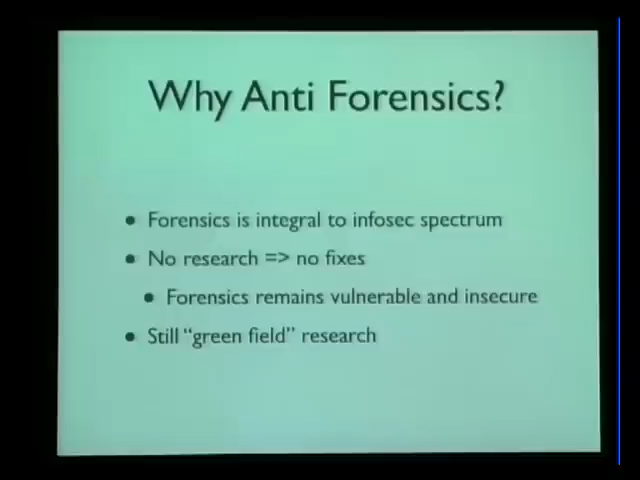 Why Anti Forensics?
• Forensics is integral to infosec spectrum
• No research => no fixes
• Forensics remains vulnerable and insecure
• Still "green field" research